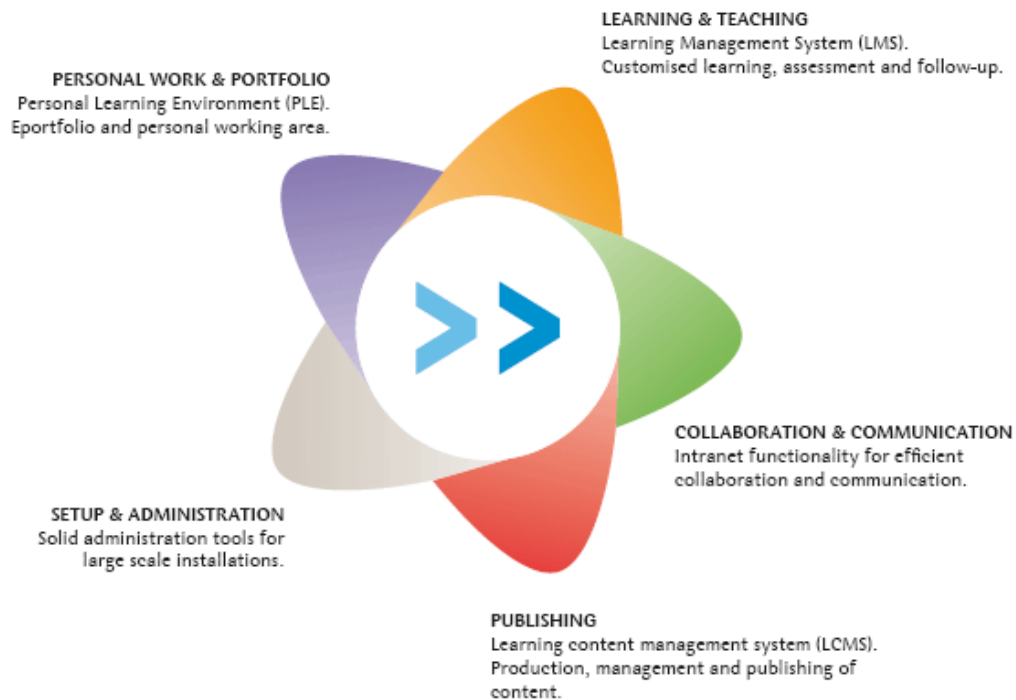 LEARNING & TEACHING
Learning Management System (LMS).
Customised learning, assessment and follow-up.
PERSONAL WORK & PORTFOLIO
Personal Learning Environment (PLE).
Eportfolio and personal working area.
COLLABORATION & COMMUNICATION
Intranet functionality for efficient
collaboration and communication.
SETUP & ADMINISTRATION
Solid administration tools for
large scale installations.
PUBLISHING
Learning content management system (LCMS).
Production, management and publishing of
content.